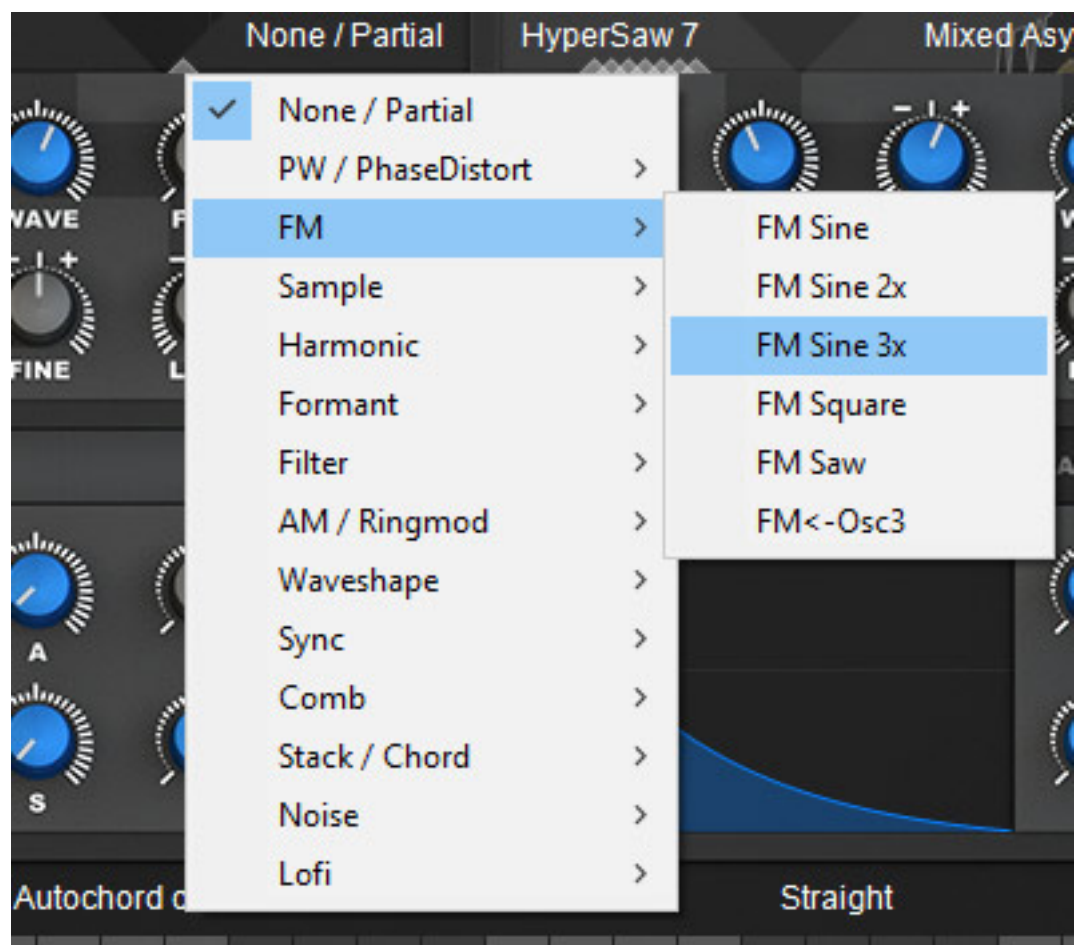 None / Partial
HyperSaw 7
Mixed Asy
None / Partial
PW / PhaseDistort
FM
Sample
Harmonic
Formant
Filter
AM / Ringmod
Waveshape
Sync
Comb
Stack / Chord
Noise
Lofi
FM Sine
FM Sine 2x
FM Sine 3x
FM Square
FM Saw
FM<-Osc3
WAVE
F
FINE
L
A
S
W
A
Autochord
Straight